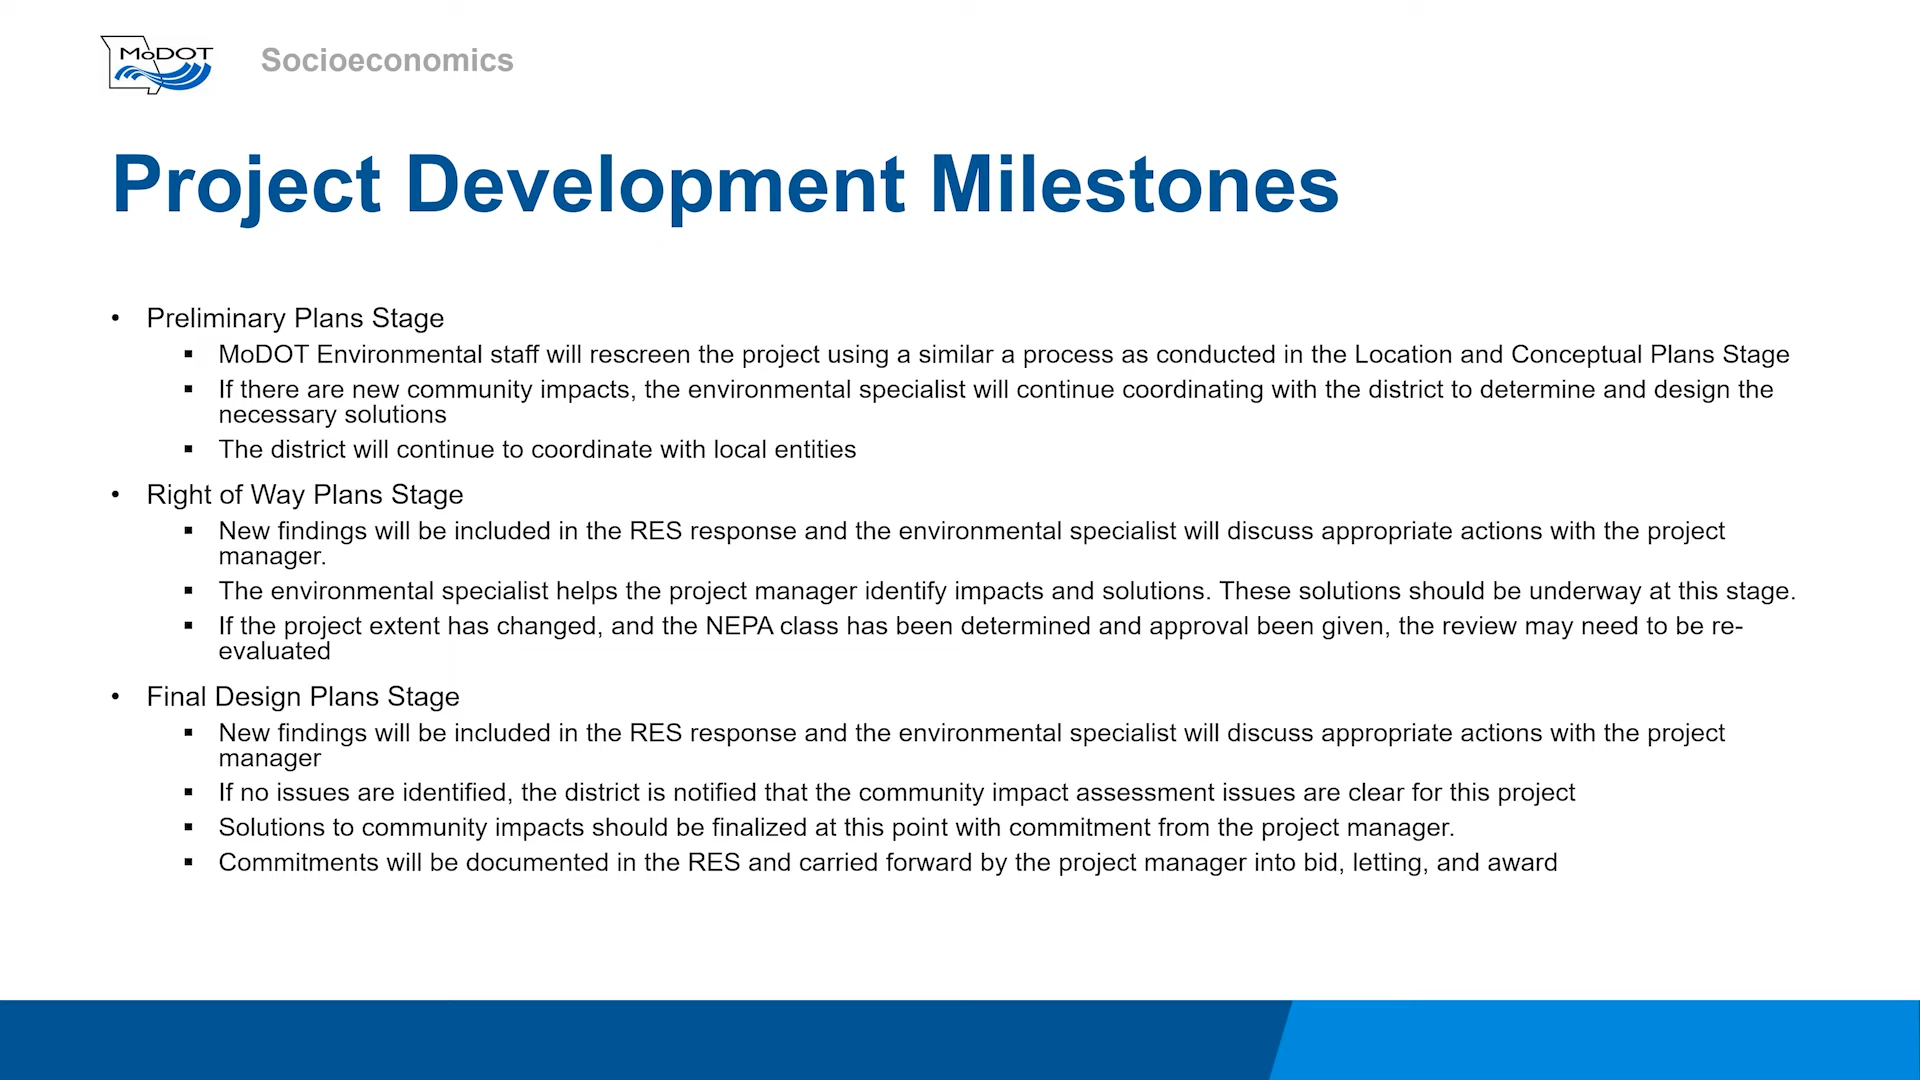 MoDOT
Socioeconomics
Project Development Milestones
• Preliminary Plans Stage
▪ MoDOT Environmental staff will rescreen the project using a similar a process as conducted in the Location and Conceptual Plans Stage
▪ If there are new community impacts, the environmental specialist will continue coordinating with the district to determine and design the
necessary solutions
▪ The district will continue to coordinate with local entities
• Right of Way Plans Stage
▪ New findings will be included in the RES response and the environmental specialist will discuss appropriate actions with the project
manager.
▪ The environmental specialist helps the project manager identify impacts and solutions. These solutions should be underway at this stage.
▪ If the project extent has changed, and the NEPA class has been determined and approval been given, the review may need to be re-
evaluated
• Final Design Plans Stage
▪ New findings will be included in the RES response and the environmental specialist will discuss appropriate actions with the project
manager
▪ If no issues are identified, the district is notified that the community impact assessment issues are clear for this project
▪ Solutions to community impacts should be finalized at this point with commitment from the project manager.
▪ Commitments will be documented in the RES and carried forward by the project manager into bid, letting, and award